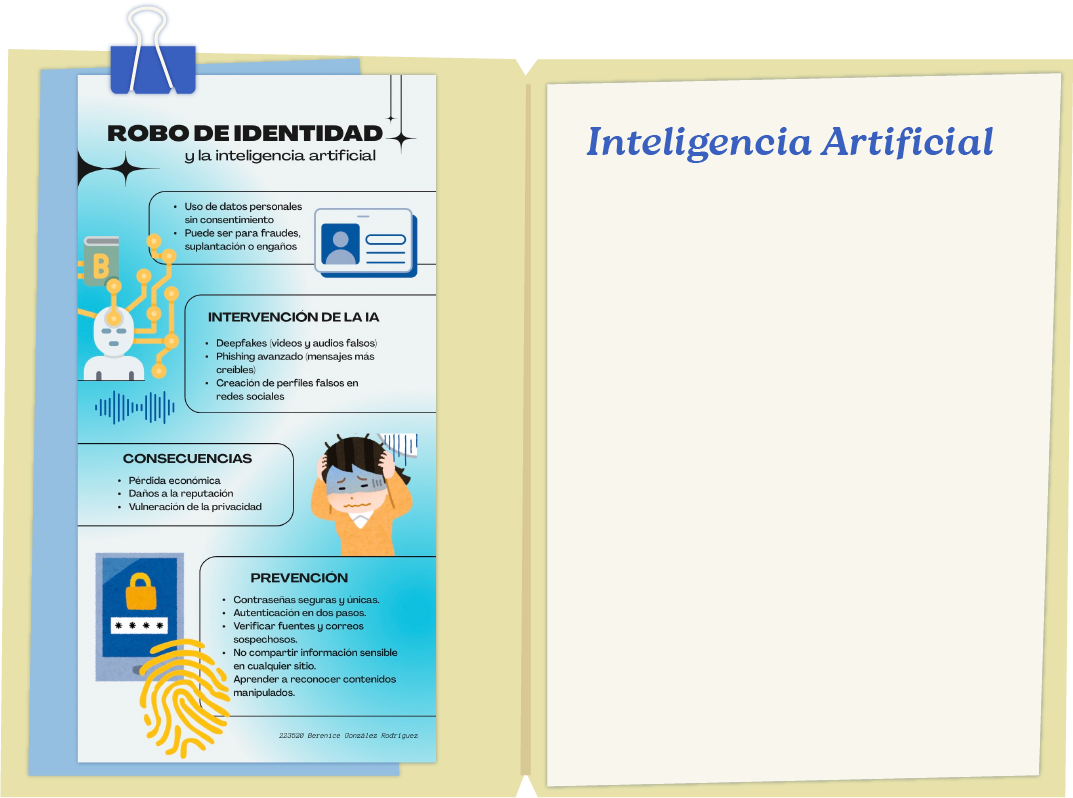 ROBO DE IDENTIDAD
y la inteligencia artificial
• Uso de datos personales
sin consentimiento
• Puede ser para fraudes,
suplantación o engaños
B
INTERVENCIÓN DE LA IA
• Deepfakes (videos y audios falsos)
• Phishing avanzado (mensajes más
creíbles)
• Creación de perfiles falsos en
redes sociales
CONSECUENCIAS
• Pérdida económica
• Daños a la reputación
• Vulneración de la privacidad
PREVENCIÓN
• Contraseñas seguras y únicas.
• Autenticación en dos pasos.
• Verificar fuentes y correos
sospechosos.
• No compartir información sensible
en cualquier sitio.
Aprender a reconocer contenidos
manipulados.
223520 Berenice González Rodríguez
Inteligencia Artificial